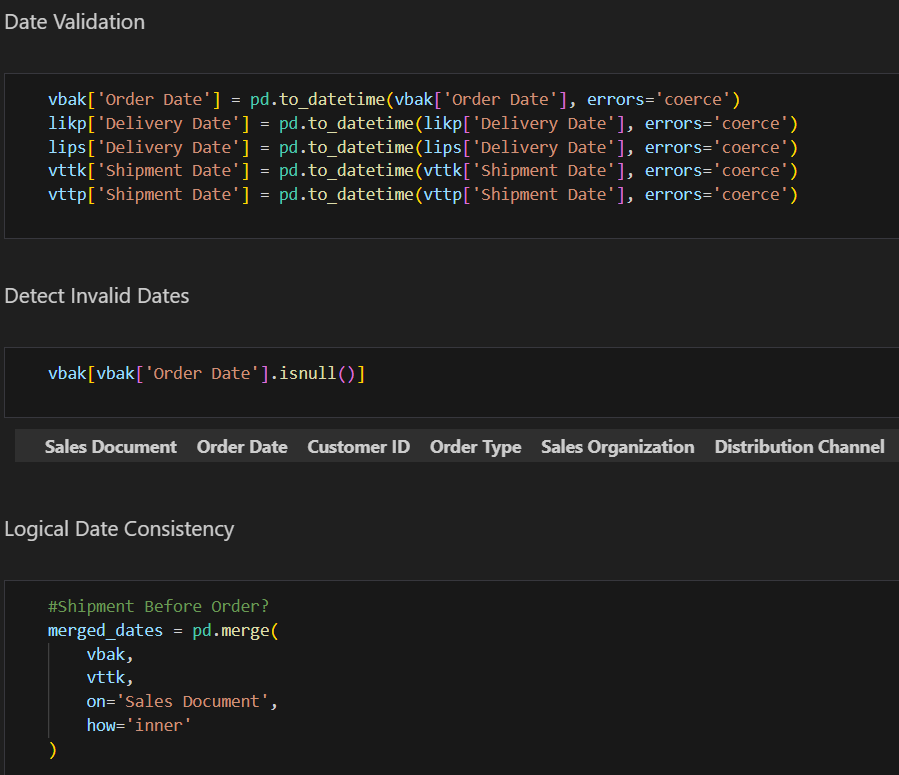 Date Validation
vbak['Order Date'] = pd.to_datetime(vbak['Order Date'], errors='coerce')
likp['Delivery Date'] = pd.to_datetime(likp['Delivery Date'], errors='coerce')
lips['Delivery Date'] = pd.to_datetime(lips['Delivery Date'], errors='coerce')
vttk['Shipment Date'] = pd.to_datetime(vttk['Shipment Date'], errors='coerce')
vttp['Shipment Date'] = pd.to_datetime(vttp['Shipment Date'], errors='coerce')
Detect Invalid Dates
vbak[vbak['Order Date'].isnull()]
Sales Document Order Date Customer ID Order Type Sales Organization Distribution Channel
Logical Date Consistency
#Shipment Before Order?
merged_dates = pd.merge(
    vbak,
    vttk,
    on='Sales Document',
    how='inner'
)